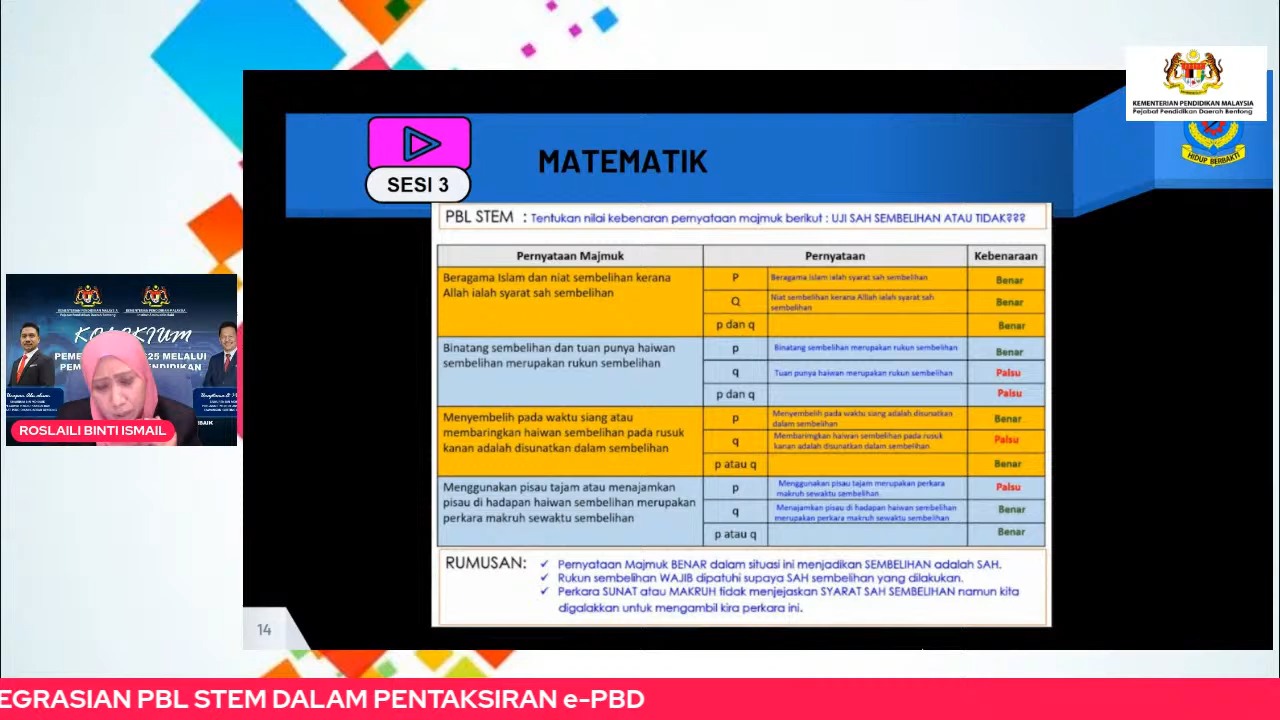 KEMENTERIAN PENDIDIKAN MALAYSIA
Pejabat Pendidikan Daerah Bentong
HIDUP BERBAKTI
SESI 3
MATEMATIK
PBL STEM : Tentukan nilai kebenaran pernyataan majmuk berikut : UJI SAH SEMBELIHAN ATAU TIDAK???
Pernyataan Majmuk Pernyataan Kebenaraan
Beragama Islam dan niat sembelihan kerana
Allah ialah syarat sah sembelihan
P Beragama Islam ialah syarat sah sembelihan Benar
Q Niat sembelihan kerana Alllah ialah syarat sah
sembelihan
Benar
p dan q Benar
Binatang sembelihan dan tuan punya haiwan
sembelihan merupakan rukun sembelihan
p Binatang sembelihan merupakan rukun sembelihan Benar
q Tuan punya haiwan merupakan rukun sembelihan Palsu
p dan q Palsu
Menyembelih pada waktu siang atau
membaringkan haiwan sembelihan pada rusuk
kanan adalah disunatkan dalam sembelihan
p Menyembelih pada waktu siang adalah disunatkan
dalam sembelihan
Benar
q Membarimgkan haiwan sembelihan pada rusuk
kanan adalah disunatkan dalam sembelihan
Palsu
p atau q Benar
Menggunakan pisau tajam atau menajamkan
pisau di hadapan haiwan sembelihan merupakan
perkara makruh sewaktu sembelihan
p Menggunakan pisau tajam merupakan perkara
makruh sewaktu sembelihan
Palsu
q Menajamkan pisau di hadapan haiwan sembelihan
merupakan perkara makruh sewaktu sembelihan
Benar
p atau q Benar
RUMUSAN: ✓ Pernyataan Majmuk BENAR dalam situasi ini menjadikan SEMBELIHAN adalah SAH.
✓ Rukun sembelihan WAJIB dipatuhi supaya SAH sembelihan yang dilakukan.
✓ Perkara SUNAT atau MAKRUH tidak menjejaskan SYARAT SAH SEMBELIHAN namun kita
digalakkan untuk mengambil kira perkara ini.
14
ROSLAILI BINTI ISMAIL
EGRASIAN PBL STEM DALAM PENTAKSIRAN e-PBD